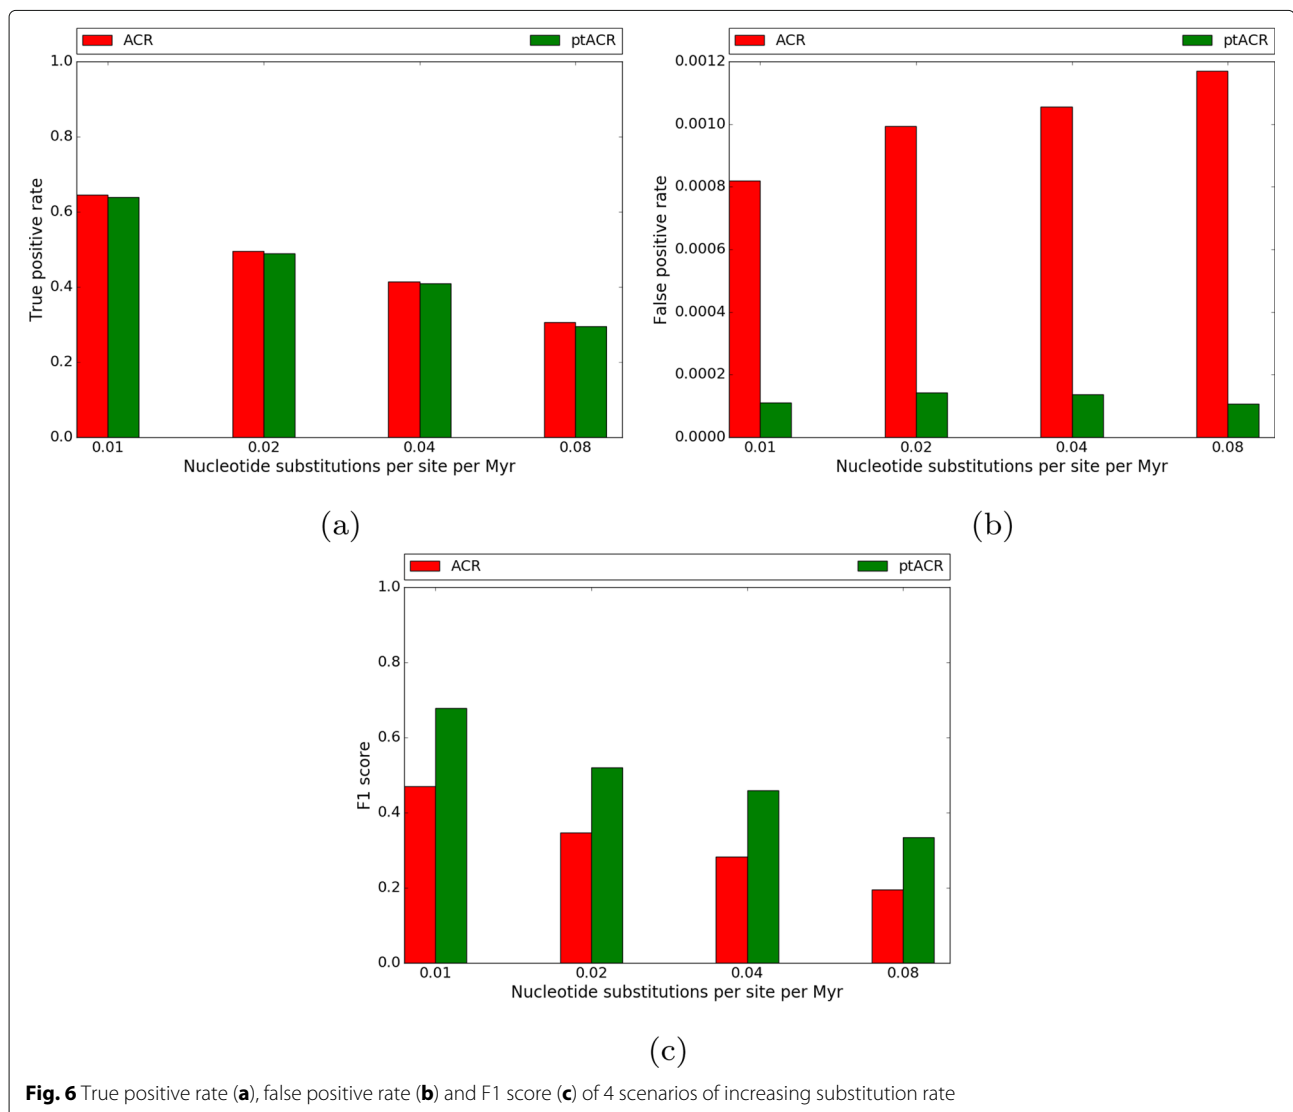 ACR ptACR
1.0
0.8
0.6
0.4
0.2
0.0
True positive rate
0.01 0.02 0.04 0.08
Nucleotide substitutions per site per Myr
(a)
ACR ptACR
0.0012
0.0010
0.0008
0.0006
0.0004
0.0002
0.0000
False positive rate
0.01 0.02 0.04 0.08
Nucleotide substitutions per site per Myr
(b)
ACR ptACR
1.0
0.8
0.6
0.4
0.2
0.0
F1 score
0.01 0.02 0.04 0.08
Nucleotide substitutions per site per Myr
(c)
Fig. 6 True positive rate (a), false positive rate (b) and F1 score (c) of 4 scenarios of increasing substitution rate